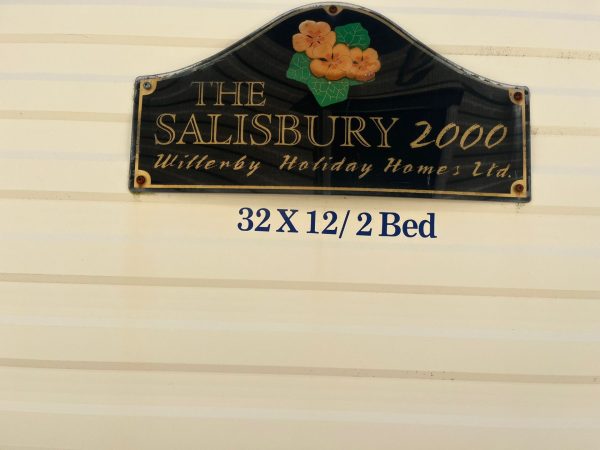 THE
SALISBURY 2000
Willerby Holiday Homes Ltd.
32 X 12/ 2 Bed